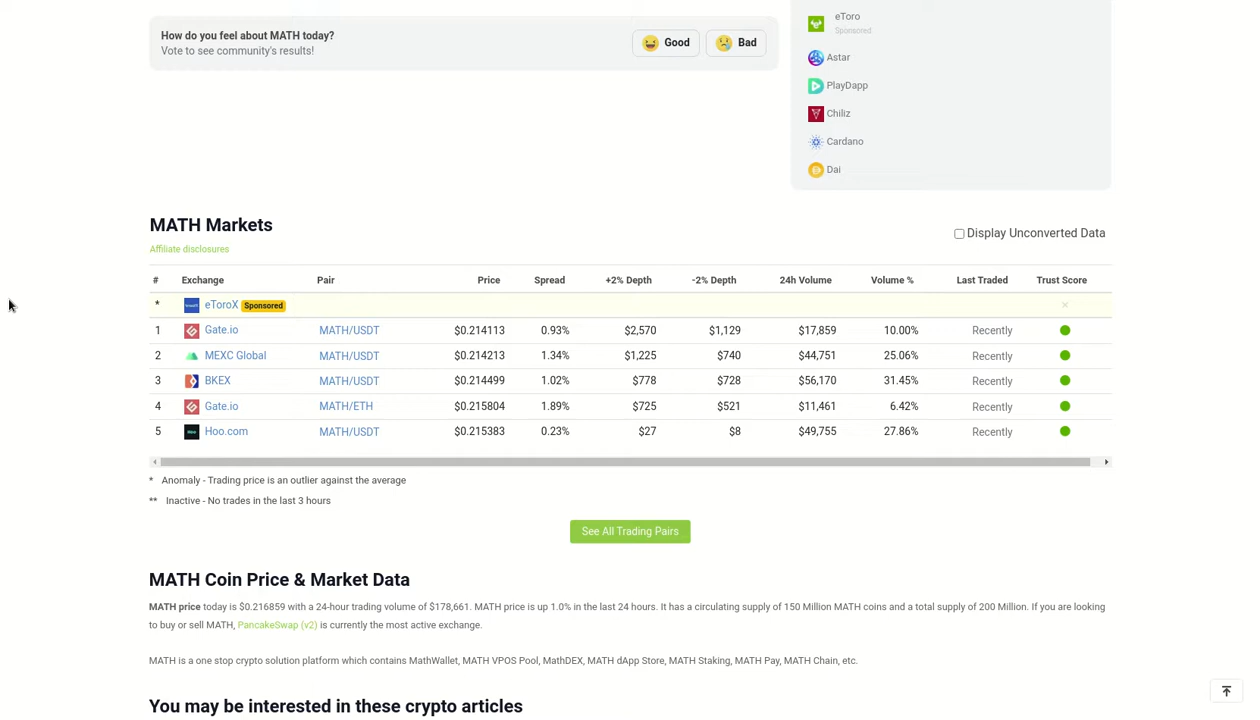 How do you feel about MATH today?
Vote to see community's results!
Good
Bad
eToro
Sponsored
Astar
PlayDapp
Chiliz
Cardano
Dai
MATH Markets
Affiliate disclosures
Display Unconverted Data
# Exchange Pair Price Spread +2% Depth -2% Depth 24h Volume Volume % Last Traded Trust Score
* eToroX Sponsored ×
1 Gate.io MATH/USDT $0.214113 0.93% $2,570 $1,129 $17,859 10.00% Recently
2 MEXC Global MATH/USDT $0.214213 1.34% $1,225 $740 $44,751 25.06% Recently
3 BKEX MATH/USDT $0.214499 1.02% $778 $728 $56,170 31.45% Recently
4 Gate.io MATH/ETH $0.215804 1.89% $725 $521 $11,461 6.42% Recently
5 Hoo.com MATH/USDT $0.215383 0.23% $27 $8 $49,755 27.86% Recently
* Anomaly - Trading price is an outlier against the average
** Inactive - No trades in the last 3 hours
See All Trading Pairs
MATH Coin Price & Market Data
MATH price today is $0.216859 with a 24-hour trading volume of $178,661. MATH price is up 1.0% in the last 24 hours. It has a circulating supply of 150 Million MATH coins and a total supply of 200 Million. If you are looking
to buy or sell MATH, PancakeSwap (v2) is currently the most active exchange.
MATH is a one stop crypto solution platform which contains MathWallet, MATH VPOS Pool, MathDEX, MATH dApp Store, MATH Staking, MATH Pay, MATH Chain, etc.
You may be interested in these crypto articles